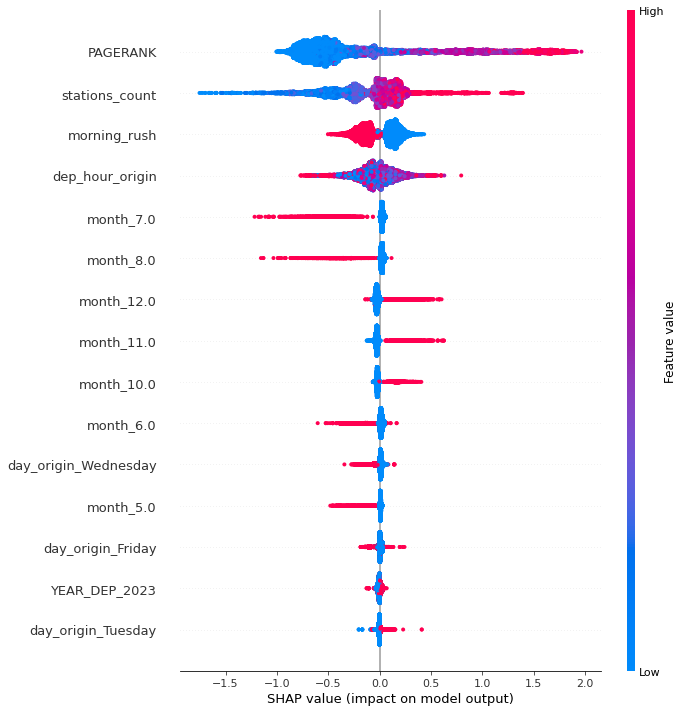 High
PAGERANK
stations_count
morning_rush
dep_hour_origin
month_7.0
month_8.0
month_12.0
month_11.0
month_10.0
month_6.0
day_origin_Wednesday
month_5.0
day_origin_Friday
YEAR_DEP_2023
day_origin_Tuesday
Feature value
Low
−1.5 −1.0 −0.5 0.0 0.5 1.0 1.5 2.0
SHAP value (impact on model output)